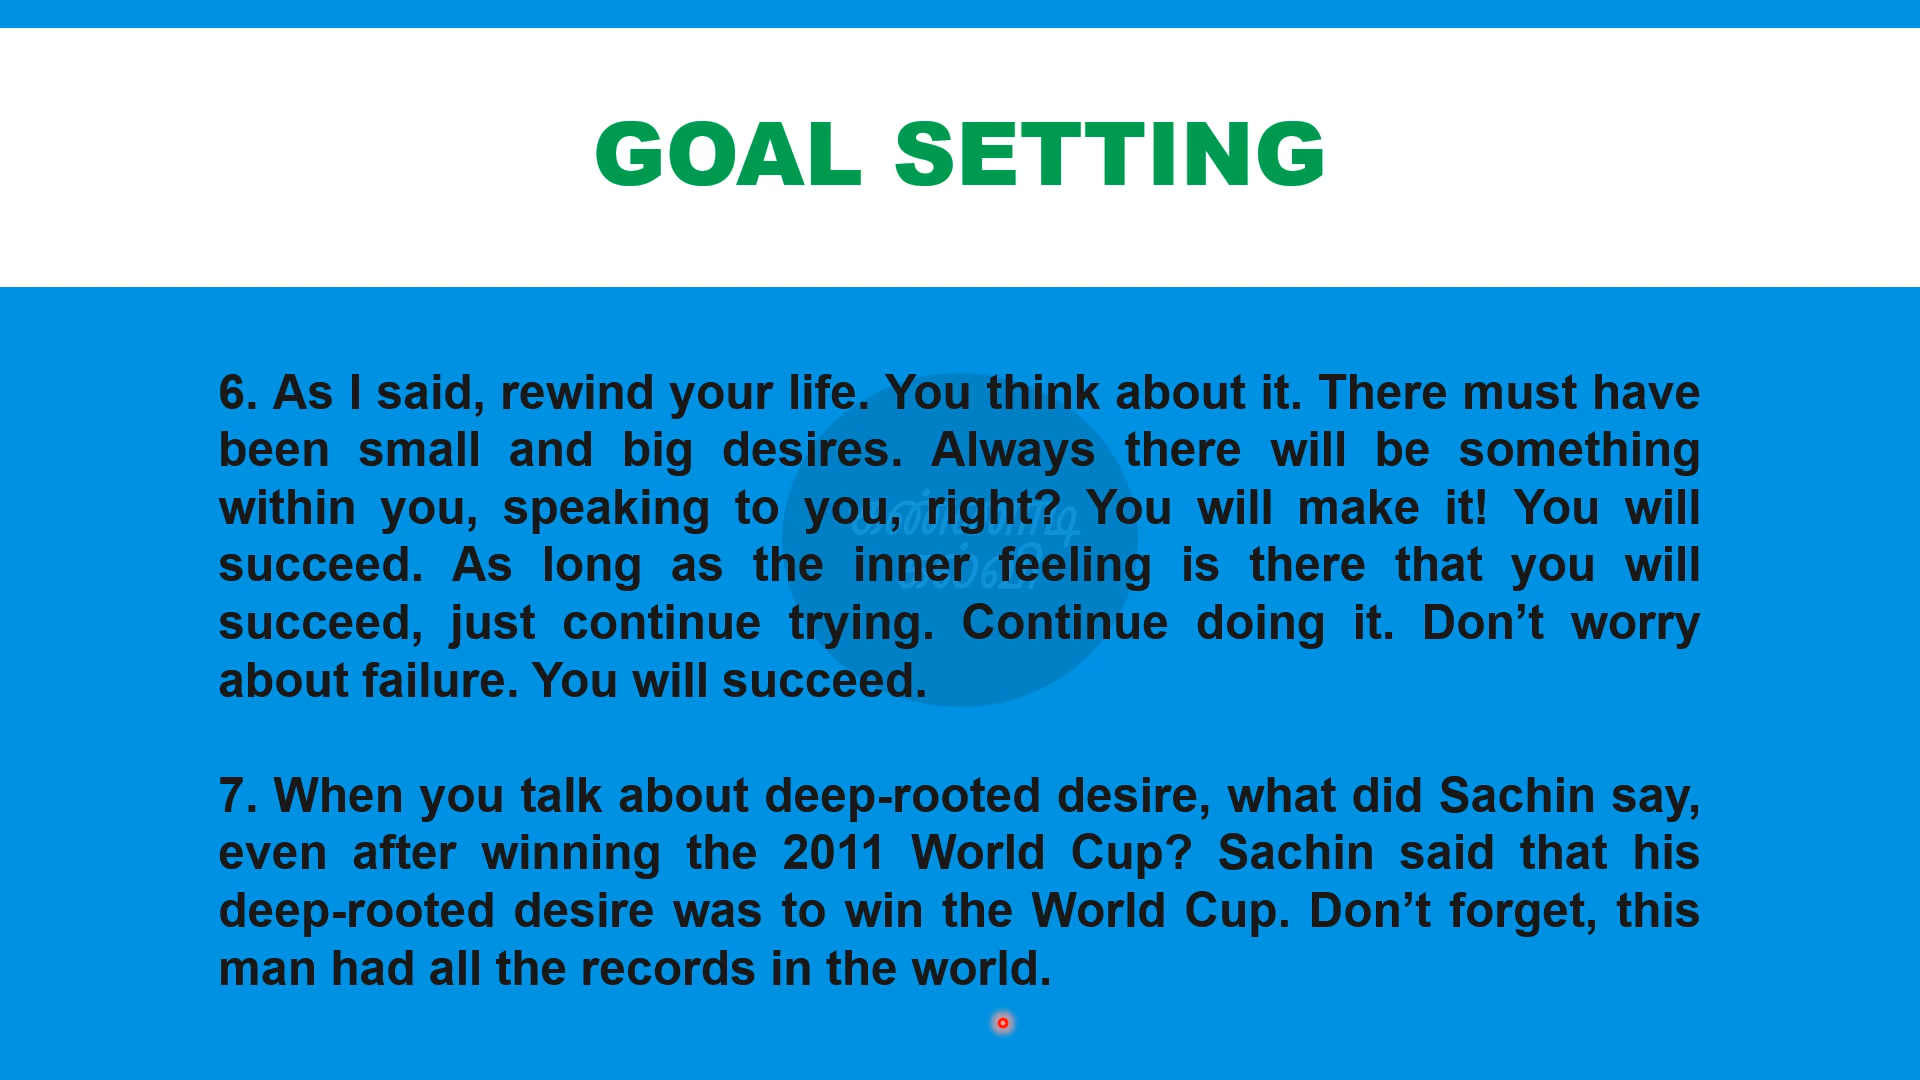 GOAL SETTING
6. As I said, rewind your life. You think about it. There must have
been small and big desires. Always there will be something
within you, speaking to you, right? You will make it! You will
succeed. As long as the inner feeling is there that you will
succeed, just continue trying. Continue doing it. Don’t worry
about failure. You will succeed.
7. When you talk about deep-rooted desire, what did Sachin say,
even after winning the 2011 World Cup? Sachin said that his
deep-rooted desire was to win the World Cup. Don’t forget, this
man had all the records in the world.